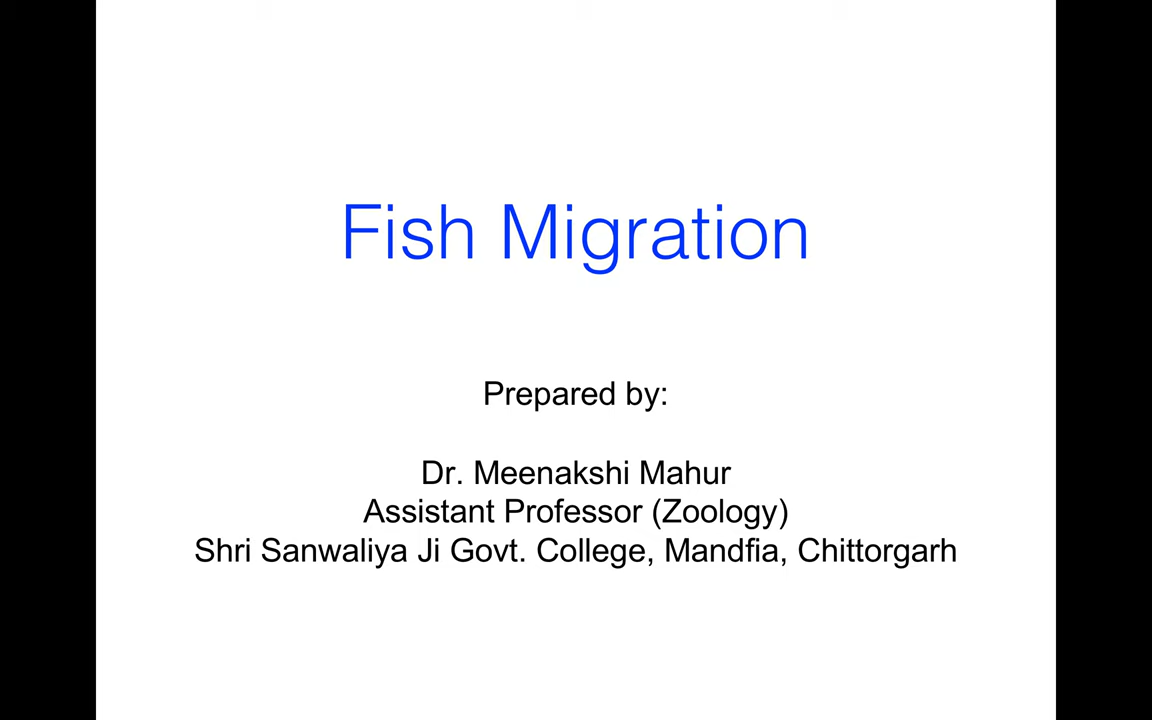 Fish Migration
Prepared by:
Dr. Meenakshi Mahur
Assistant Professor (Zoology)
Shri Sanwaliya Ji Govt. College, Mandfia, Chittorgarh